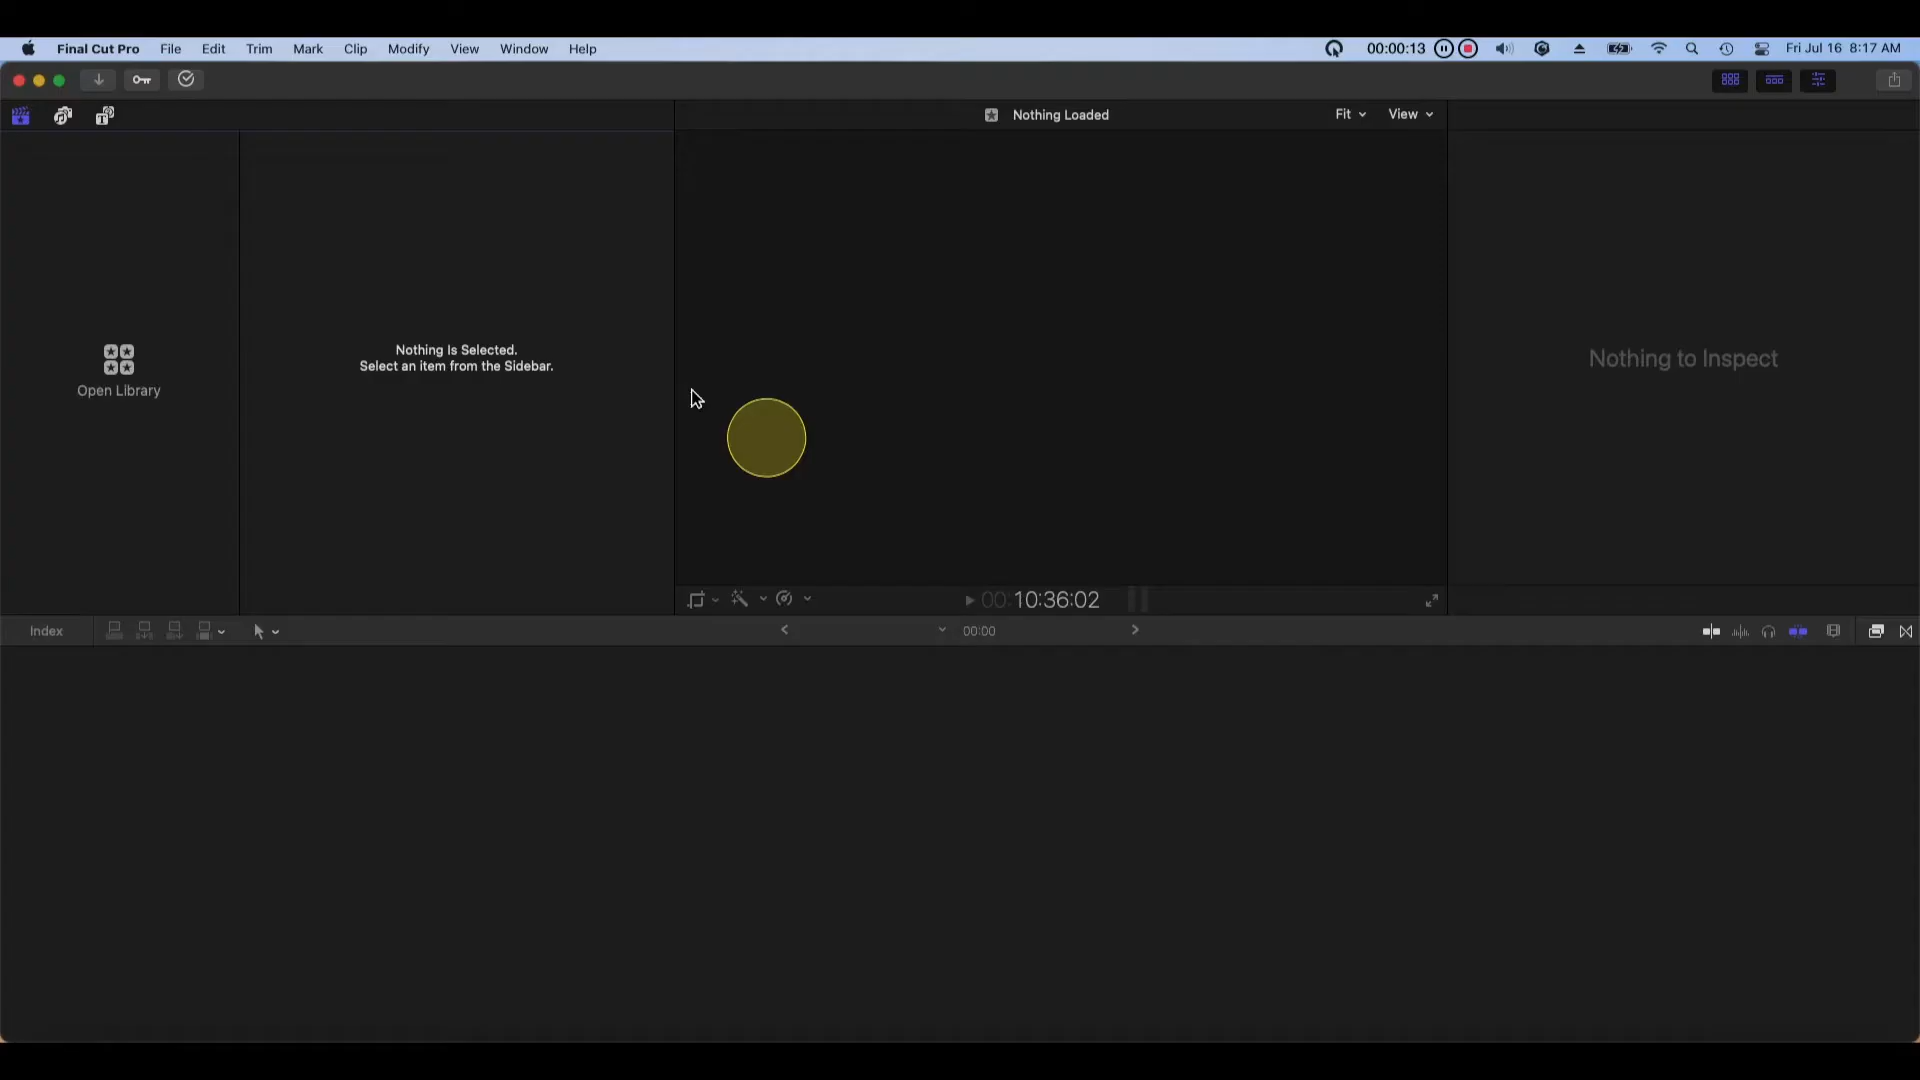 Final Cut Pro File Edit Trim Mark Clip Modify View Window Help 00:00:13 Fri Jul 16 8:17 AM
Nothing Loaded Fit View
Nothing Is Selected.
Select an item from the Sidebar.
Open Library
Nothing to Inspect
00:10:36:02
Index 00:00